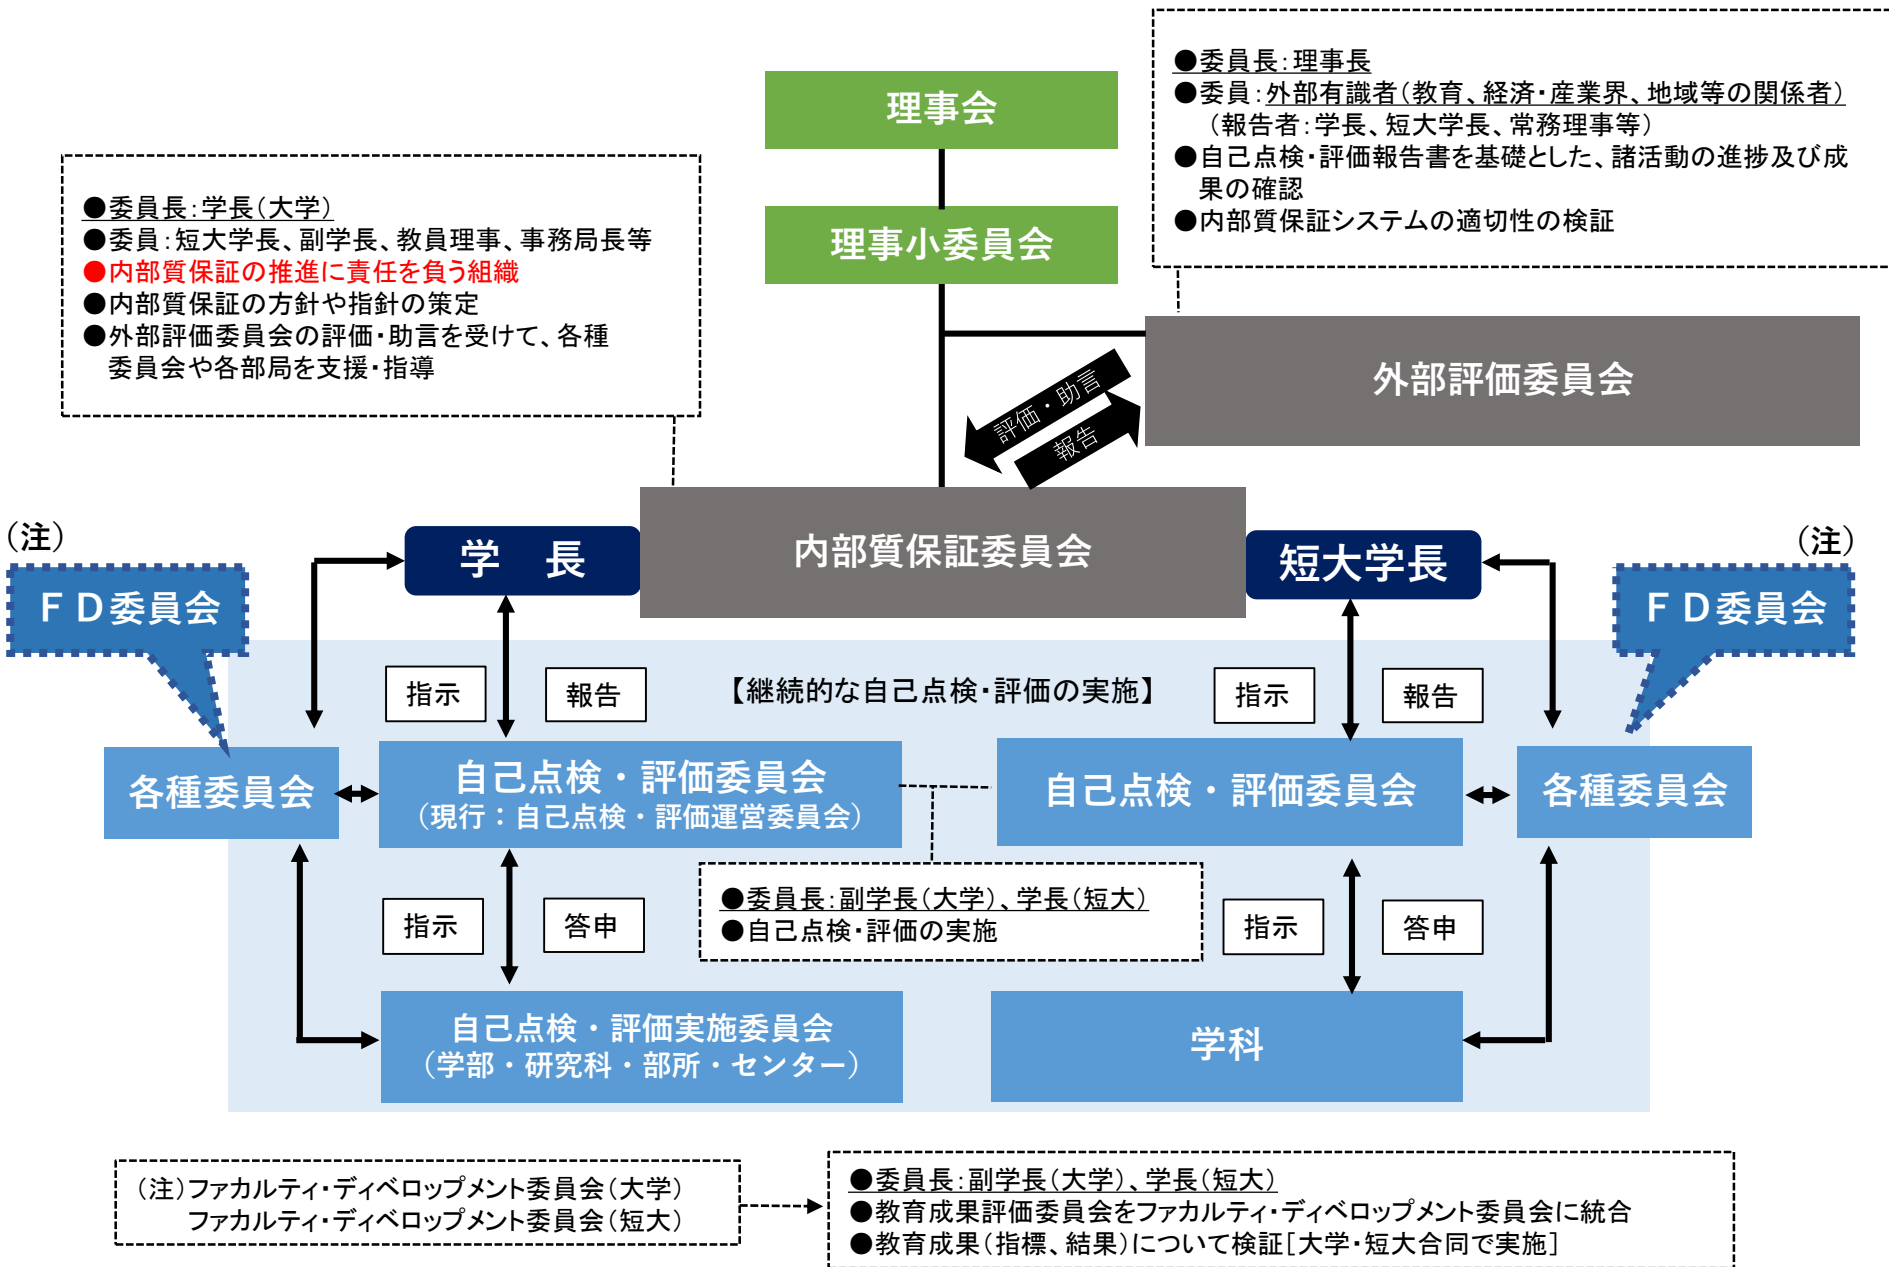 理事会
理事小委員会
●委員長：理事長
●委員：外部有識者（教育、経済・産業界、地域等の関係者）
（報告者：学長、短大学長、常務理事等）
●自己点検・評価報告書を基礎とした、諸活動の進捗及び成
果の確認
●内部質保証システムの適切性の検証
●委員長：学長（大学）
●委員：短大学長、副学長、教員理事、事務局長等
●内部質保証の推進に責任を負う組織
●内部質保証の方針や指針の策定
●外部評価委員会の評価・助言を受けて、各種
委員会や各部局を支援・指導
外部評価委員会
評価・助言
報告
（注）
学　長
内部質保証委員会
短大学長
（注）
ＦＤ委員会
ＦＤ委員会
指示
報告
【継続的な自己点検・評価の実施】
指示
報告
各種委員会
自己点検・評価委員会
（現行：自己点検・評価運営委員会）
自己点検・評価委員会
各種委員会
●委員長：副学長（大学）、学長（短大）
●自己点検・評価の実施
指示
答申
指示
答申
自己点検・評価実施委員会
（学部・研究科・部所・センター）
学科
（注）ファカルティ・ディベロップメント委員会（大学）
ファカルティ・ディベロップメント委員会（短大）
●委員長：副学長（大学）、学長（短大）
●教育成果評価委員会をファカルティ・ディベロップメント委員会に統合
●教育成果（指標、結果）について検証［大学・短大合同で実施］